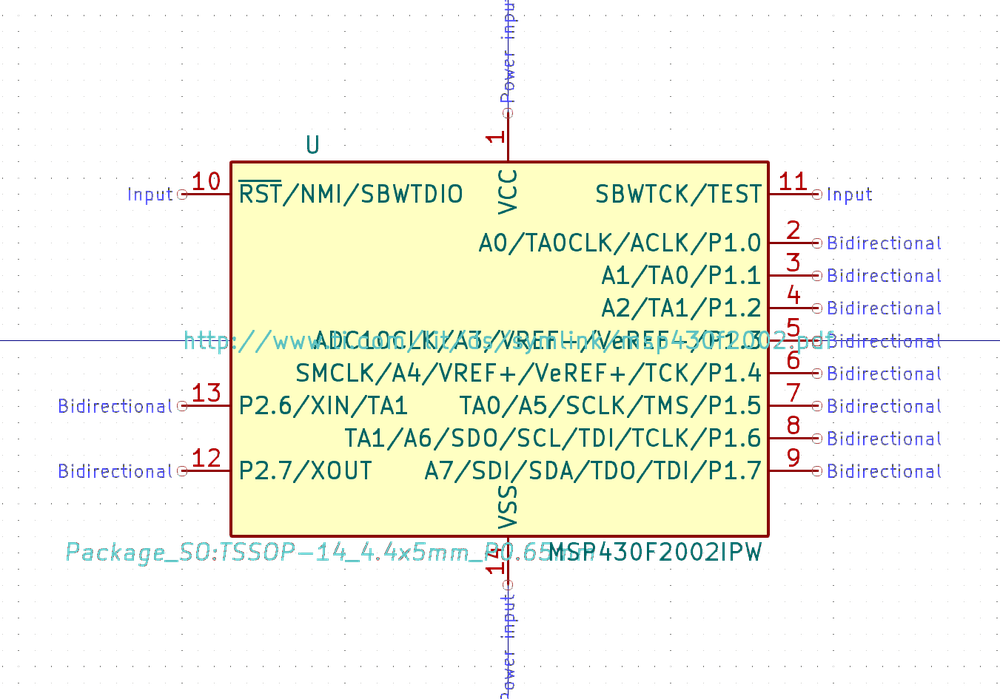 Power input
1
U
VCC
Input 10 RST/NMI/SBWTDIO SBWTCK/TEST 11 Input
A0/TA0CLK/ACLK/P1.0 2 Bidirectional
A1/TA0/P1.1 3 Bidirectional
A2/TA1/P1.2 4 Bidirectional
ADC10CLK/A3/VREF-/VeREF-/P1.3 5 Bidirectional
http://www.ti.com/lit/ds/symlink/msp430f2002.pdf
SMCLK/A4/VREF+/VeREF+/TCK/P1.4 6 Bidirectional
Bidirectional 13 P2.6/XIN/TA1 TA0/A5/SCLK/TMS/P1.5 7 Bidirectional
TA1/A6/SDO/SCL/TDI/TCLK/P1.6 8 Bidirectional
Bidirectional 12 P2.7/XOUT A7/SDI/SDA/TDO/TDI/P1.7 9 Bidirectional
VSS
Package_SO:TSSOP-14_4.4x5mm_P0.65mm
MSP430F2002IPW
14
Power input